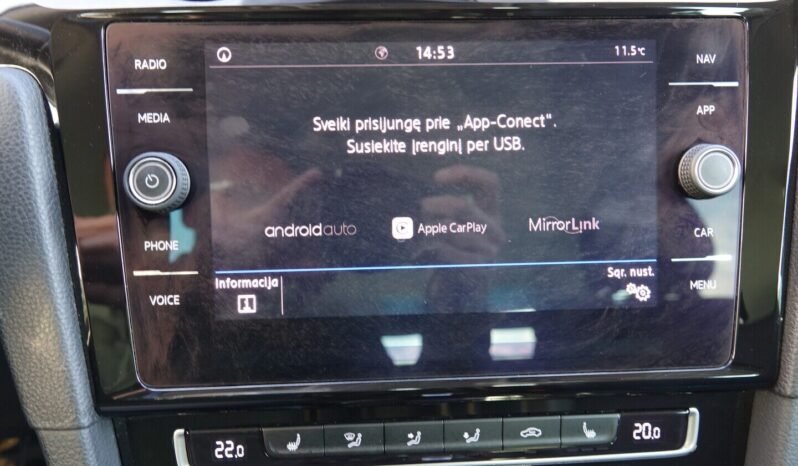 RADIO
MEDIA
PHONE
VOICE
14:53
11.5°C
Sveiki prisijungę prie „App-Conect“.
Susiekite įrenginį per USB.
androidauto
Apple CarPlay
MirrorLink
Informacija
Sąr. nust.
NAV
APP
CAR
MENU
22.0
20.0